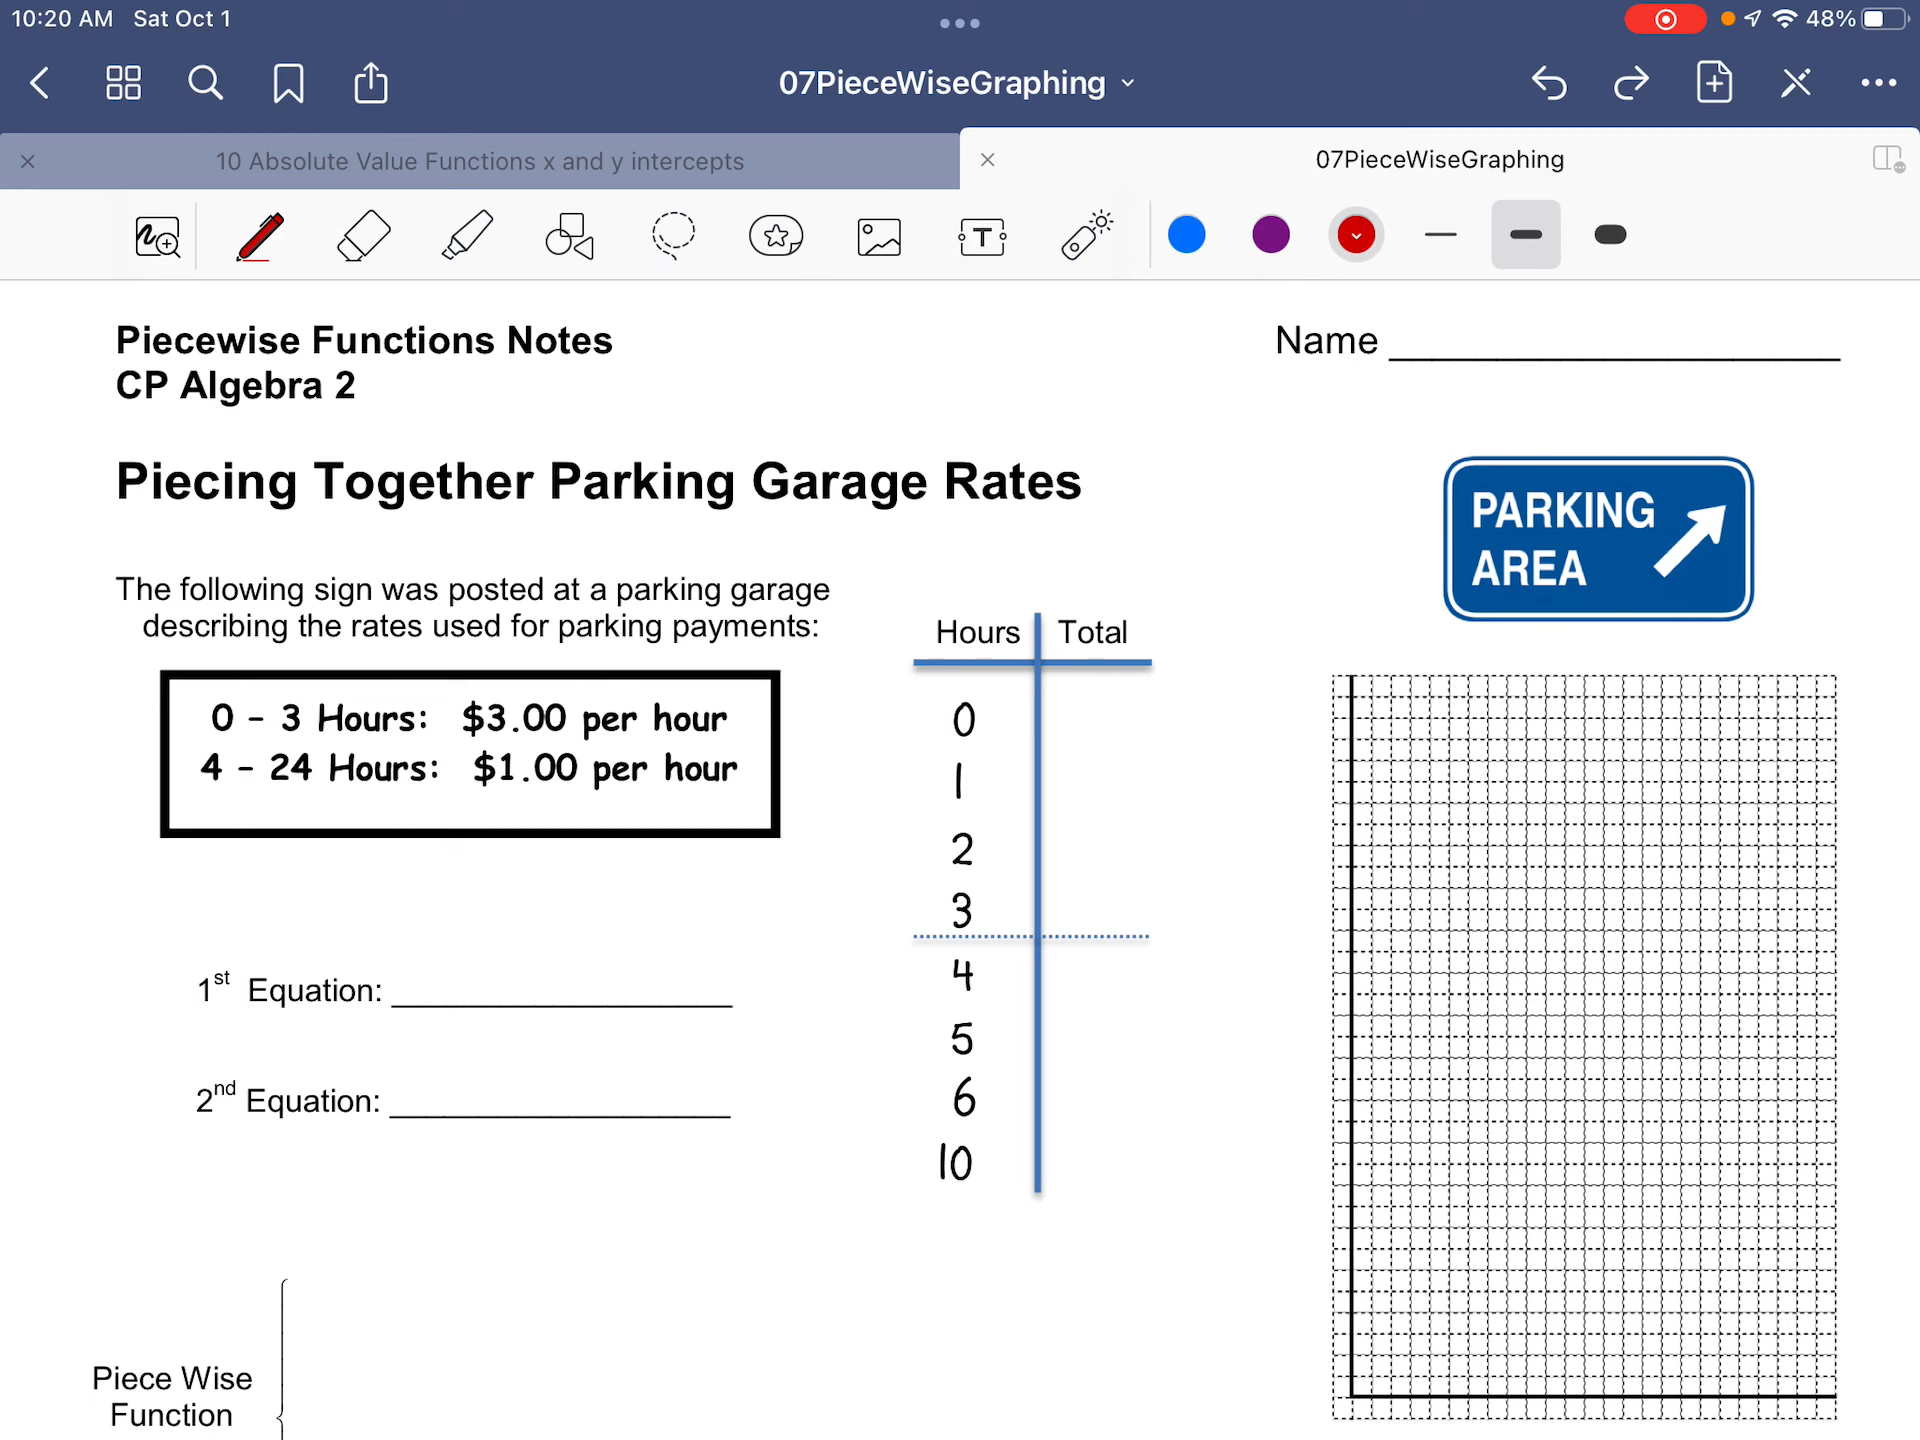 10:20 AM Sat Oct 1
48%
07PieceWiseGraphing
10 Absolute Value Functions x and y intercepts
07PieceWiseGraphing
T
Piecewise Functions Notes
CP Algebra 2
Name
Piecing Together Parking Garage Rates
PARKING
AREA
The following sign was posted at a parking garage
describing the rates used for parking payments:
0 – 3 Hours: $3.00 per hour
4 – 24 Hours: $1.00 per hour
Hours Total
0
1
2
3
4
5
6
10
1st Equation:
2nd Equation:
Piece Wise
Function